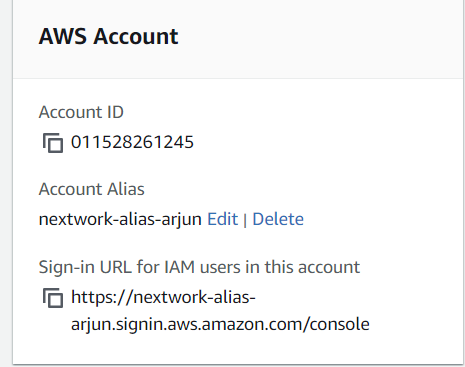 AWS Account
Account ID
011528261245
Account Alias
nextwork-alias-arjun Edit | Delete
Sign-in URL for IAM users in this account
https://nextwork-alias-
arjun.signin.aws.amazon.com/console